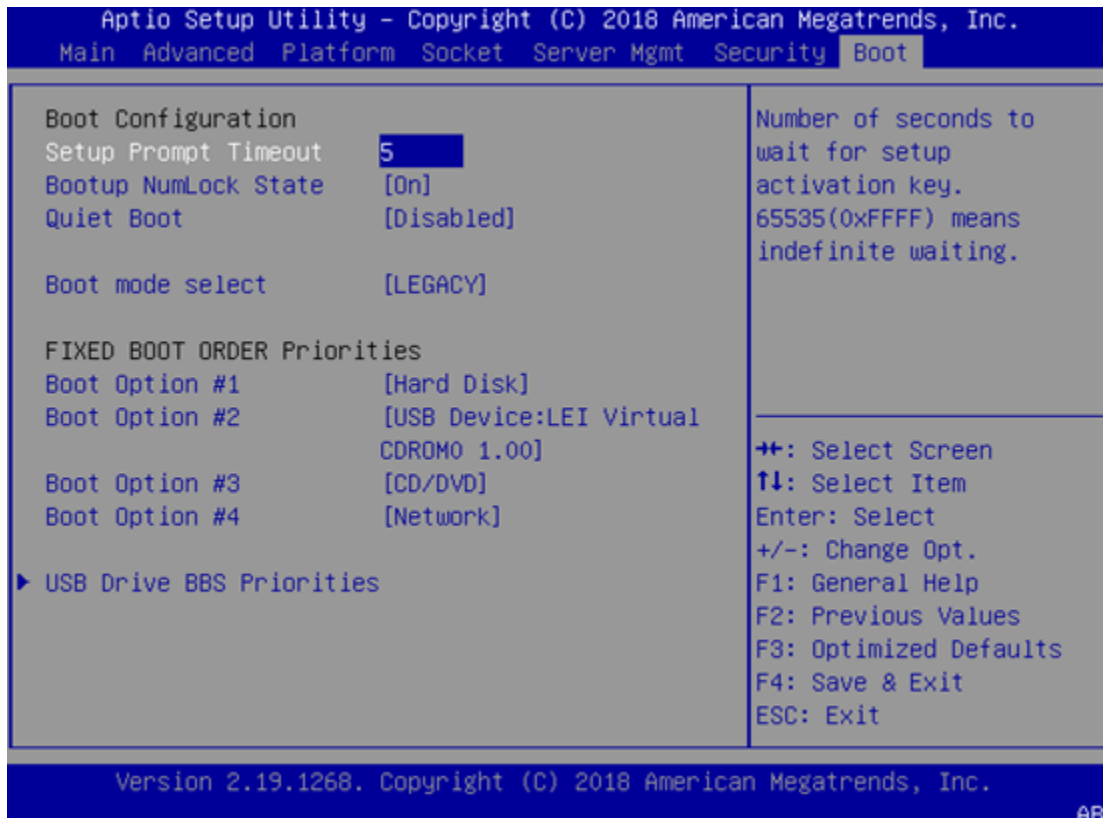 Aptio Setup Utility – Copyright (C) 2018 American Megatrends, Inc.
Main Advanced Platform Socket Server Mgmt Security Boot
Boot Configuration
Setup Prompt Timeout 5
Bootup NumLock State [On]
Quiet Boot [Disabled]
Boot mode select [LEGACY]
FIXED BOOT ORDER Priorities
Boot Option #1 [Hard Disk]
Boot Option #2 [USB Device:LEI Virtual
CDROM0 1.00]
Boot Option #3 [CD/DVD]
Boot Option #4 [Network]
▶ USB Drive BBS Priorities
Number of seconds to
wait for setup
activation key.
65535(0xFFFF) means
indefinite waiting.
→←: Select Screen
↑↓: Select Item
Enter: Select
+/-: Change Opt.
F1: General Help
F2: Previous Values
F3: Optimized Defaults
F4: Save & Exit
ESC: Exit
Version 2.19.1268. Copyright (C) 2018 American Megatrends, Inc.
AB